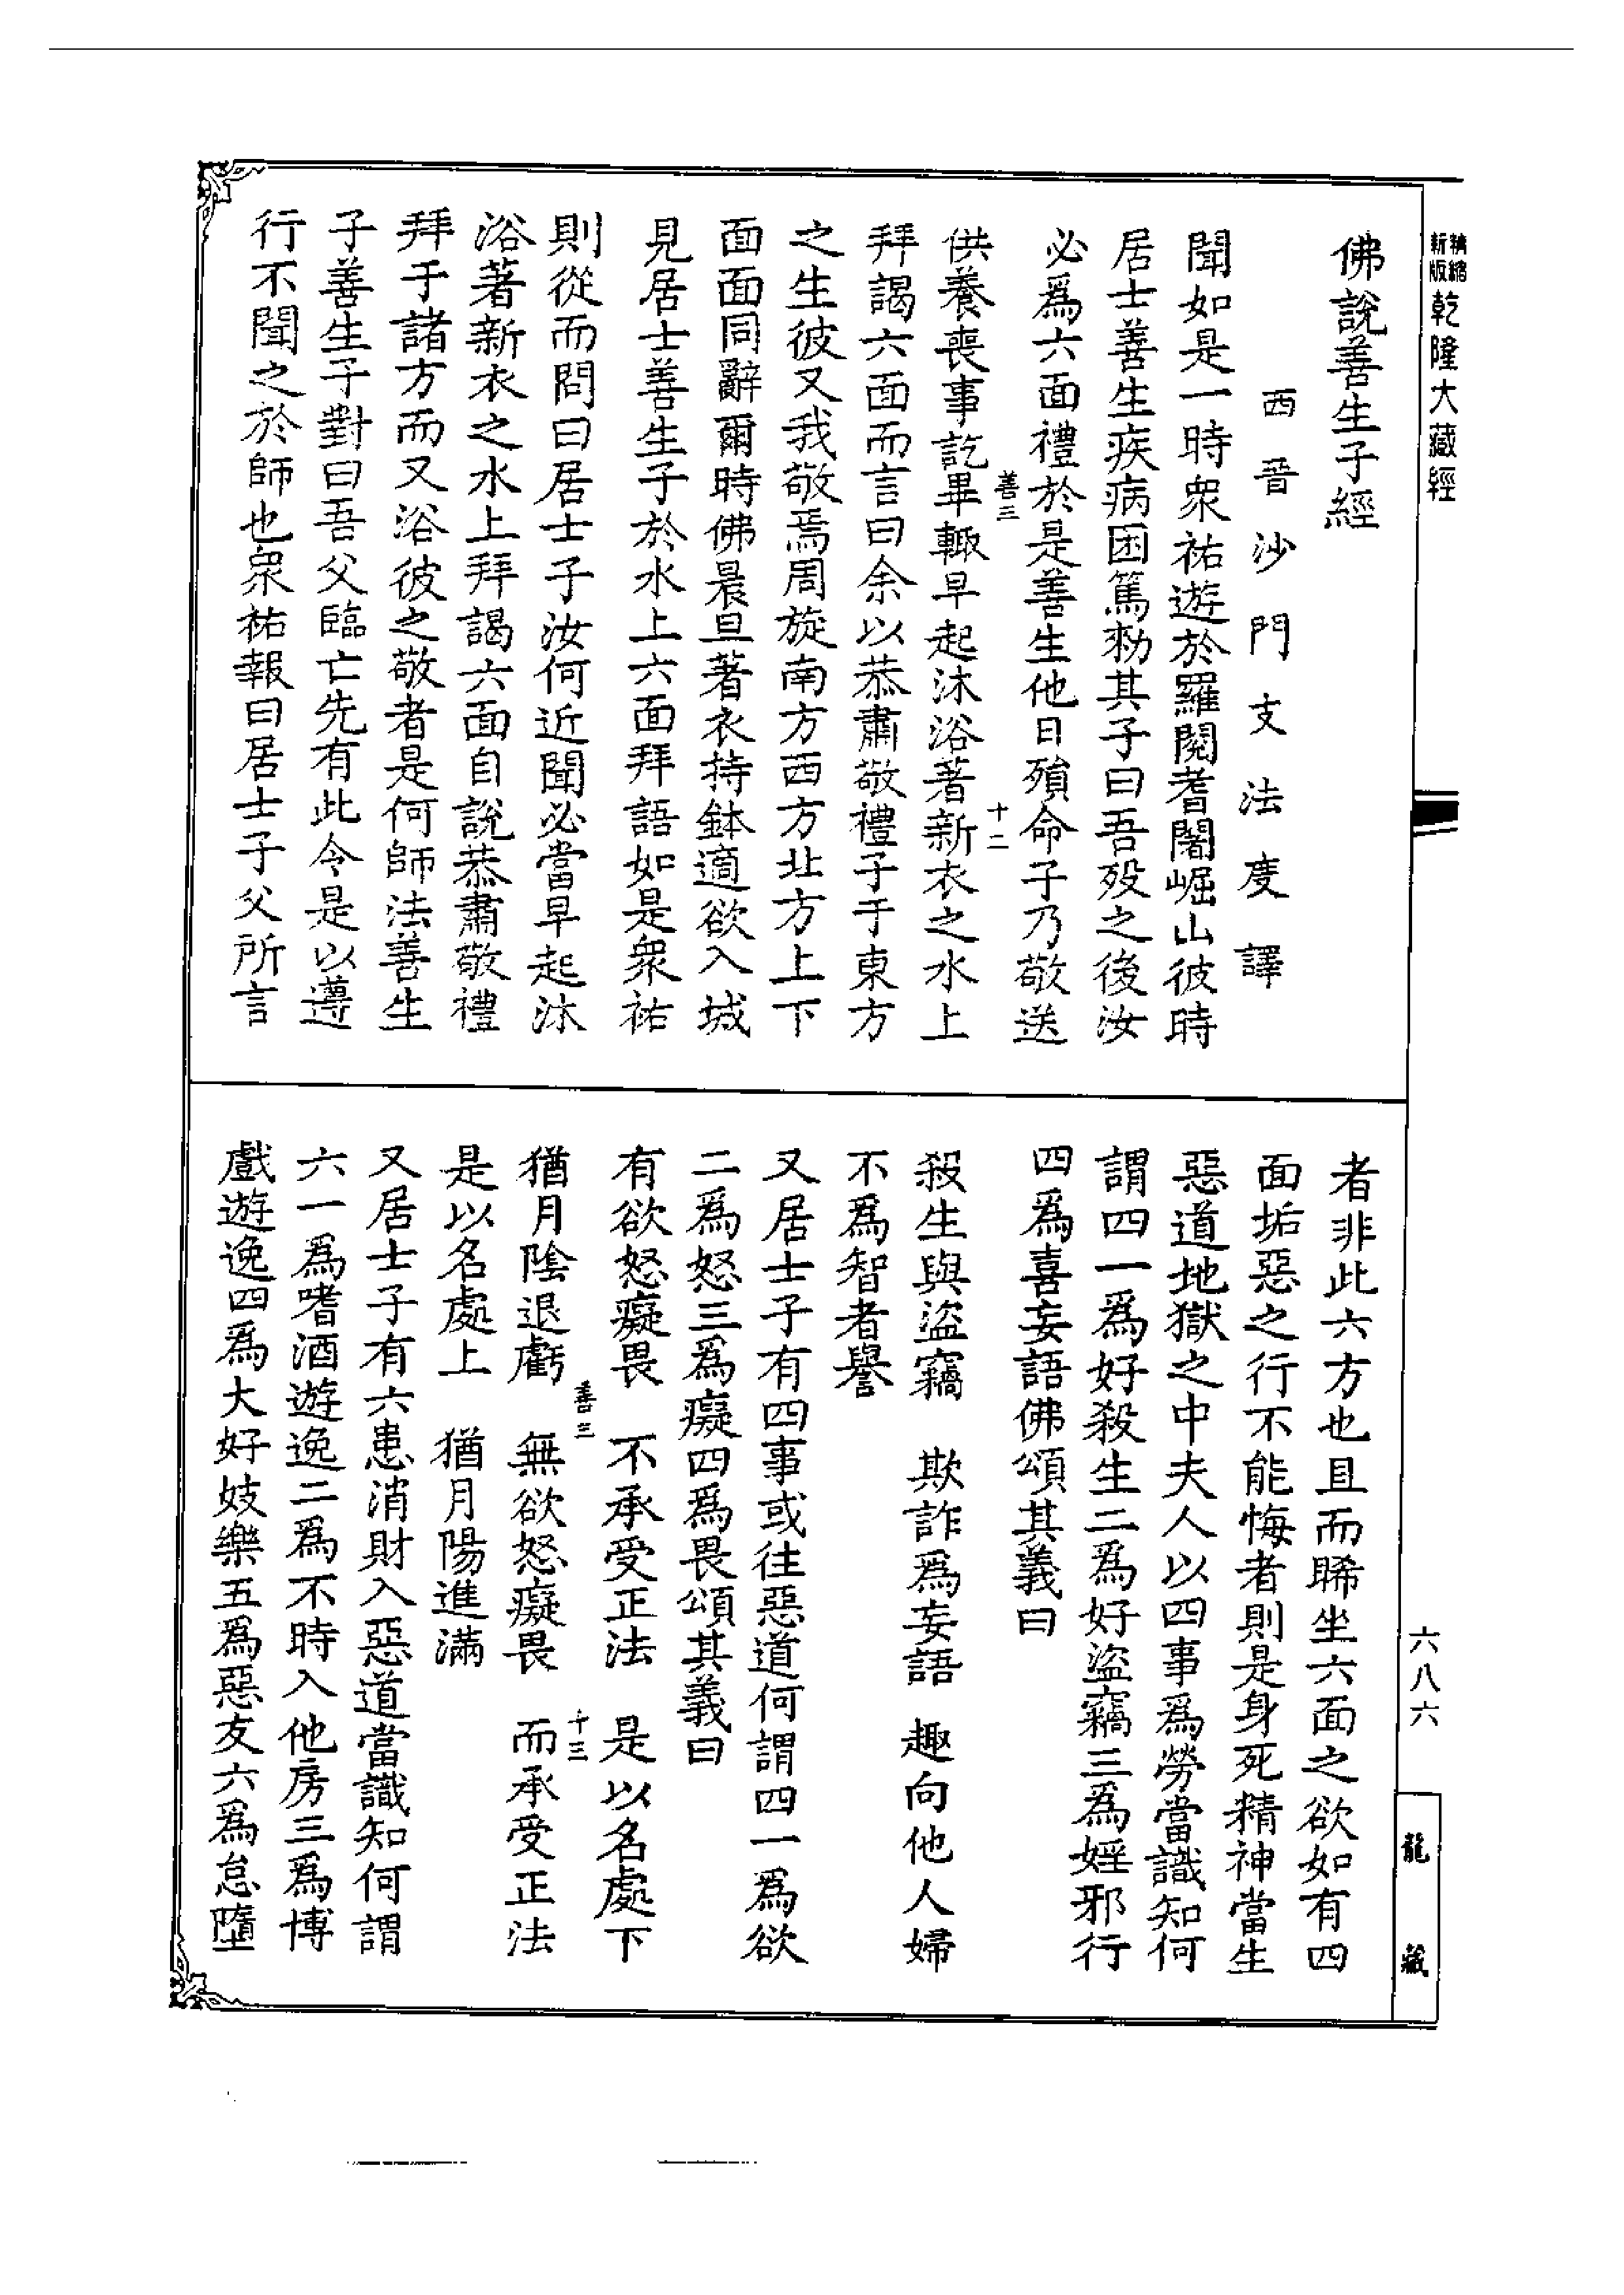 精縮新版乾隆大藏經
佛說善生子經
西晉沙門支法度譯
聞如是一時衆祐遊於羅閱耆闍崛山彼時
居士善生疾病困篤勑其子曰吾歿之後汝
必爲六面禮於是善生他日殞命子乃敬送
善三
十二
供養喪事訖畢輙早起沐浴著新衣之水上
拜謁六面而言曰余以恭肅敬禮子于東方
之生彼又我敬焉周旋南方西方北方上下
面面同辭爾時佛晨旦著衣持鉢適欲入城
見居士善生子於水上六面拜語如是衆祐
則從而問曰居士子汝何近聞必當早起沐
浴著新衣之水上拜謁六面自說恭肅敬禮
拜于諸方而又浴彼之敬者是何師法善生
子善生子對曰吾父臨亡先有此令是以遵
行不聞之於師也衆祐報曰居士子父所言
者非此六方也且而晞坐六面之欲如有四
面垢惡之行不能悔者則是身死精神當生
惡道地獄之中夫人以四事爲勞當識知何
謂四一爲好殺生二爲好盜竊三爲婬邪行
四爲喜妄語佛頌其義曰
殺生與盜竊　欺詐爲妄語　趣向他人婦
不爲智者譽
又居士子有四事或往惡道何謂四一爲欲
二爲怒三爲癡四爲畏頌其義曰
有欲怒癡畏　不承受正法　是以名處下
善三
十三
猶月陰退虧　無欲怒癡畏　而承受正法
是以名處上　猶月陽進滿
又居士子有六患消財入惡道當識知何謂
六一爲嗜酒遊逸二爲不時入他房三爲博
戲遊逸四爲大好妓樂五爲惡友六爲怠墮
六八六
龍藏